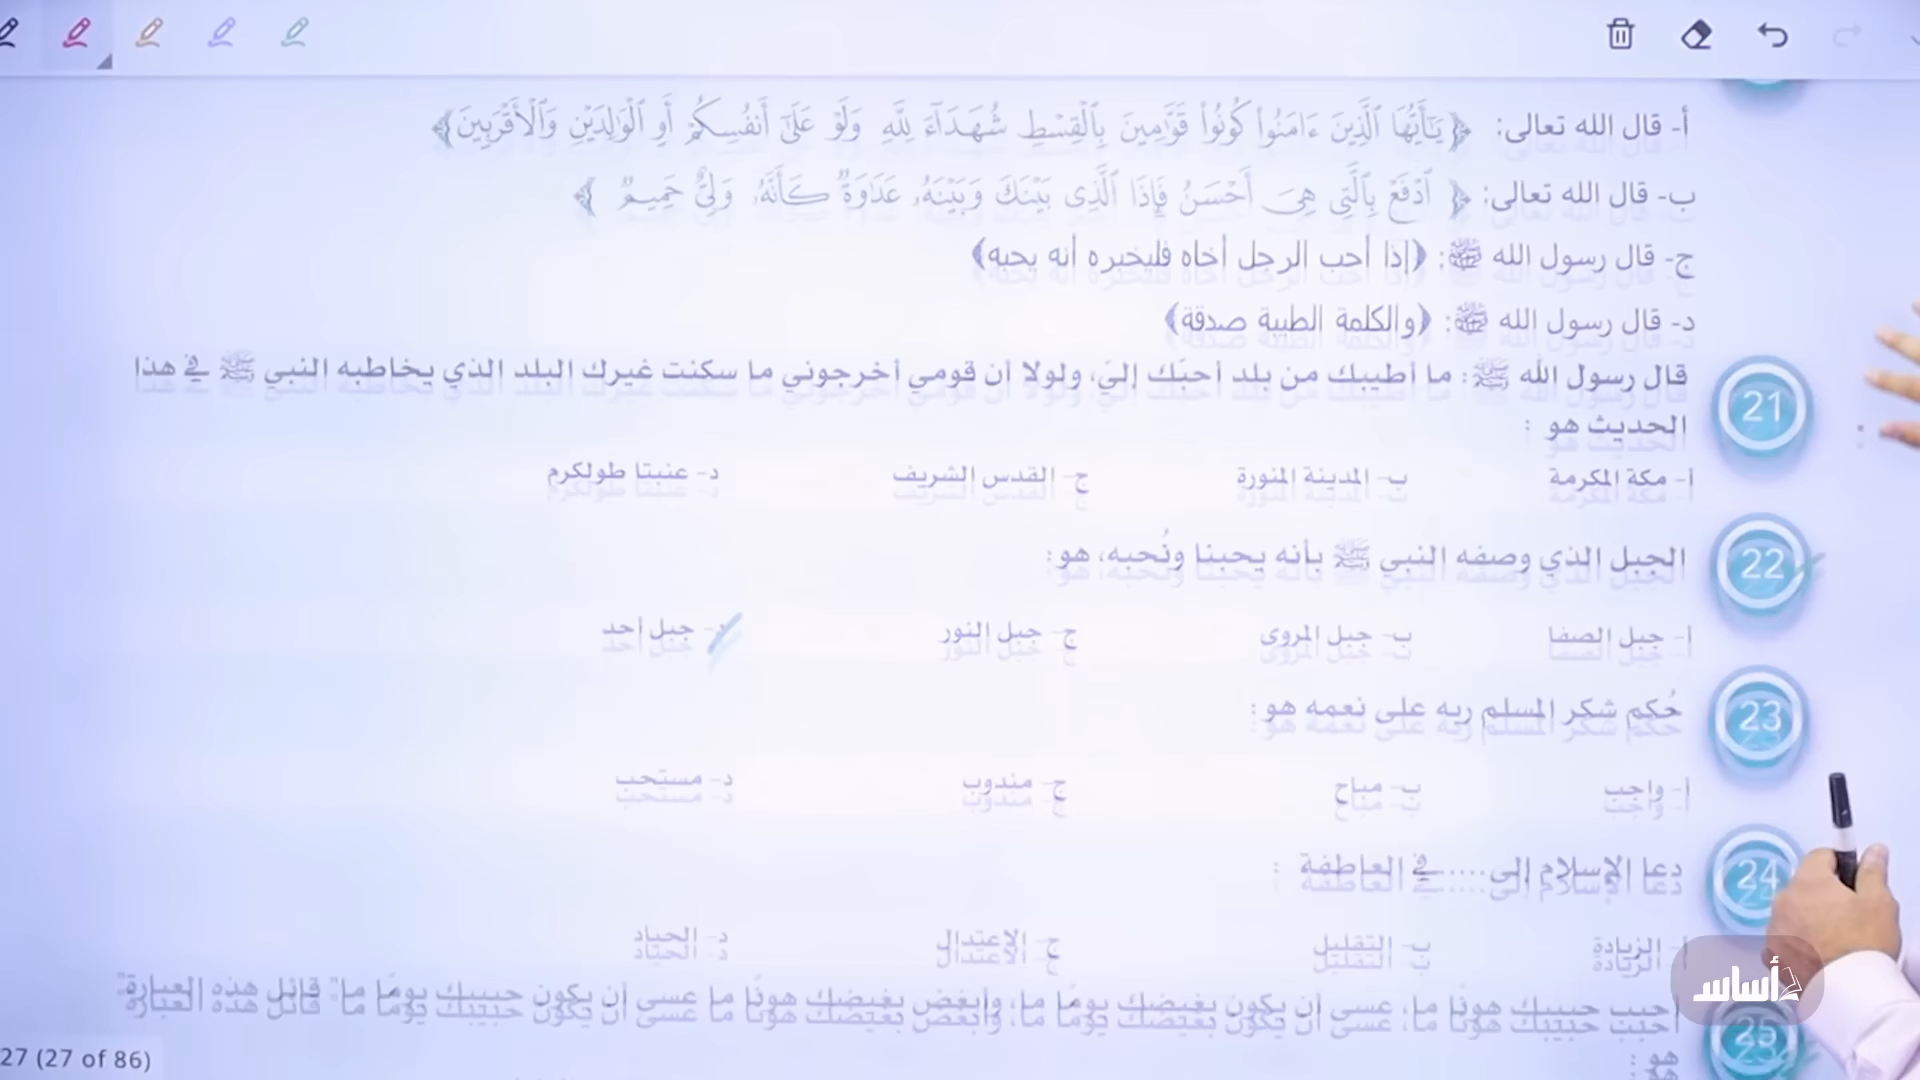 أ- قال الله تعالى: ﴿يَٰٓأَيُّهَا ٱلَّذِينَ ءَامَنُوا۟ كُونُوا۟ قَوَّٰمِينَ بِٱلْقِسْطِ شُهَدَآءَ لِلَّهِ وَلَوْ عَلَىٰٓ أَنفُسِكُمْ أَوِ ٱلْوَٰلِدَيْنِ وَٱلْأَقْرَبِينَ﴾
ب- قال الله تعالى: ﴿ ٱدْفَعْ بِٱلَّتِى هِىَ أَحْسَنُ فَإِذَا ٱلَّذِى بَيْنَكَ وَبَيْنَهُۥ عَدَٰوَةٌ كَأَنَّهُۥ وَلِىٌّ حَمِيمٌ ﴾
ج- قال رسول الله ﷺ: ﴿إذا أحب الرجل أخاه فليخبره أنه يحبه﴾
د- قال رسول الله ﷺ: ﴿والكلمة الطيبة صدقة﴾
21 قال رسول الله ﷺ: ما أطيبك من بلد أحبّك إليّ، ولولا أن قومي أخرجوني ما سكنت غيرك البلد الذي يخاطبه النبي ﷺ في هذا
الحديث هو :
أ- مكة المكرمة ب- المدينة المنورة ج- القدس الشريف د- عنبتا طولكرم
22 الجبل الذي وصفه النبي ﷺ بأنه يحبنا ونُحبه، هو:
أ- جبل الصفا ب- جبل المروى ج- جبل النور د- جبل أحد
23 حُكم شكر المسلم ربه على نعمه هو:
أ- واجب ب- مباح ج- مندوب د- مستحب
24 دعا الإسلام إلى.....في العاطفة :
أ- الزيادة ب- التقليل ج- الاعتدال د- الحياد
25 أحبب حبيبك هونًا ما، عسى أن يكون بغيضك يومًا ما، وأبغض بغيضك هونًا ما عسى أن يكون حبيبك يومًا ما" قائل هذه العبارة"
هو :
أساس
27 (27 of 86)